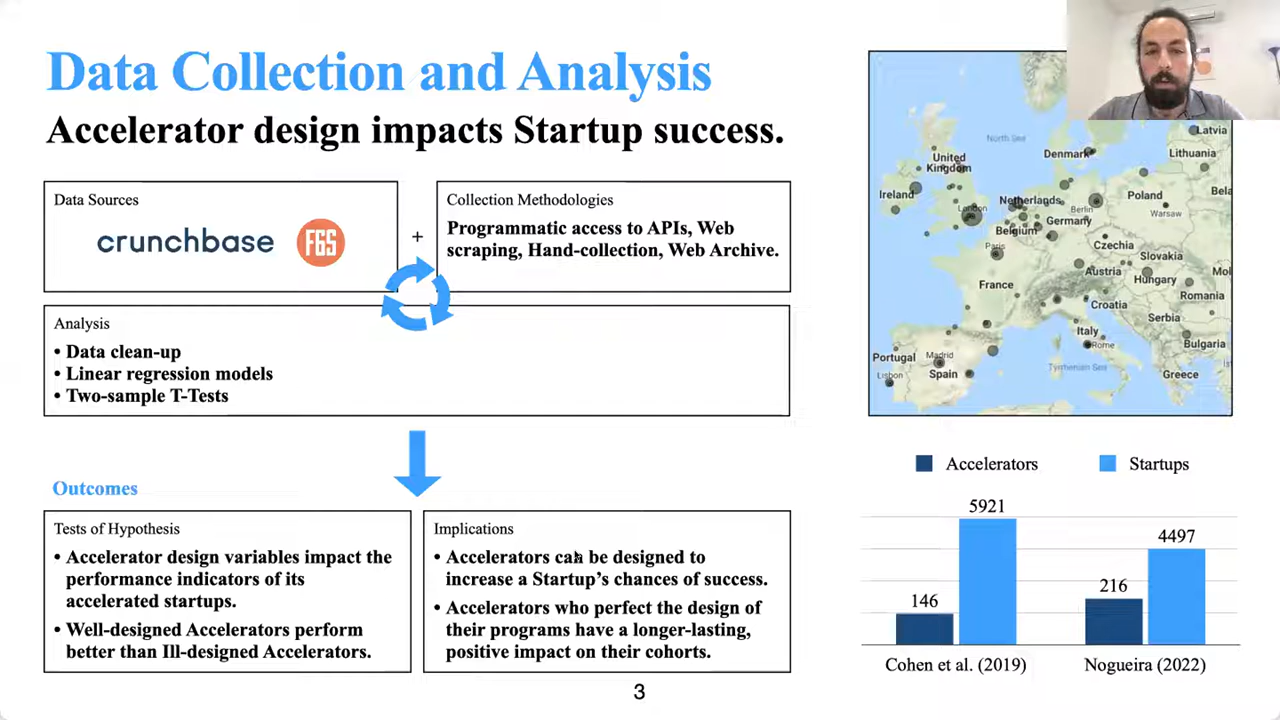 Data Collection and Analysis
Accelerator design impacts Startup success.
Data Sources
crunchbase F6S
+
Collection Methodologies
Programmatic access to APIs, Web
scraping, Hand-collection, Web Archive.
Analysis
• Data clean-up
• Linear regression models
• Two-sample T-Tests
Outcomes
Tests of Hypothesis
• Accelerator design variables impact the
performance indicators of its
accelerated startups.
• Well-designed Accelerators perform
better than Ill-designed Accelerators.
Implications
• Accelerators can be designed to
increase a Startup's chances of success.
• Accelerators who perfect the design of
their programs have a longer-lasting,
positive impact on their cohorts.
3
North Sea
Latvia
Denmark
Lithuania
United
Kingdom
Ireland
London
Netherlands
Berlin
Poland
Bela
Warsaw
Germany
Belgium
Paris
Czechia
Slovakia
Austria
Hungary
Mol
France
Romania
Croatia
Serbia
Italy
Bulgaria
Rome
Portugal
Madrid
Spain
Lisbon
Tyrrhenian Sea
Greece
Accelerators
Startups
5921
4497
146
216
Cohen et al. (2019)
Nogueira (2022)